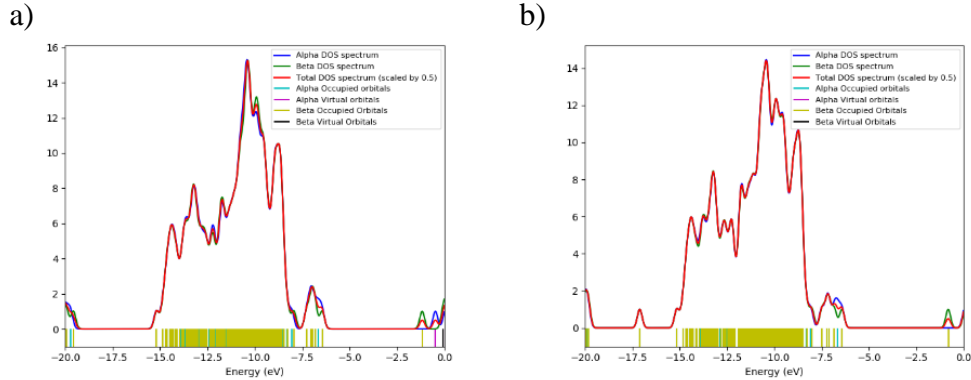 a)
b)
16
14
12
10
8
6
4
2
0
Alpha DOS spectrum
Beta DOS spectrum
Total DOS spectrum (scaled by 0.5)
Alpha Occupied orbitals
Alpha Virtual orbitals
Beta Occupied Orbitals
Beta Virtual Orbitals
-20.0 -17.5 -15.0 -12.5 -10.0 -7.5 -5.0 -2.5 0.0
Energy (eV)
14
12
10
8
6
4
2
0
Alpha DOS spectrum
Beta DOS spectrum
Total DOS spectrum (scaled by 0.5)
Alpha Occupied orbitals
Alpha Virtual orbitals
Beta Occupied Orbitals
Beta Virtual Orbitals
-20.0 -17.5 -15.0 -12.5 -10.0 -7.5 -5.0 -2.5 0.0
Energy (eV)